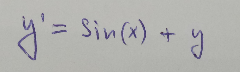 y' = sin(x) + y